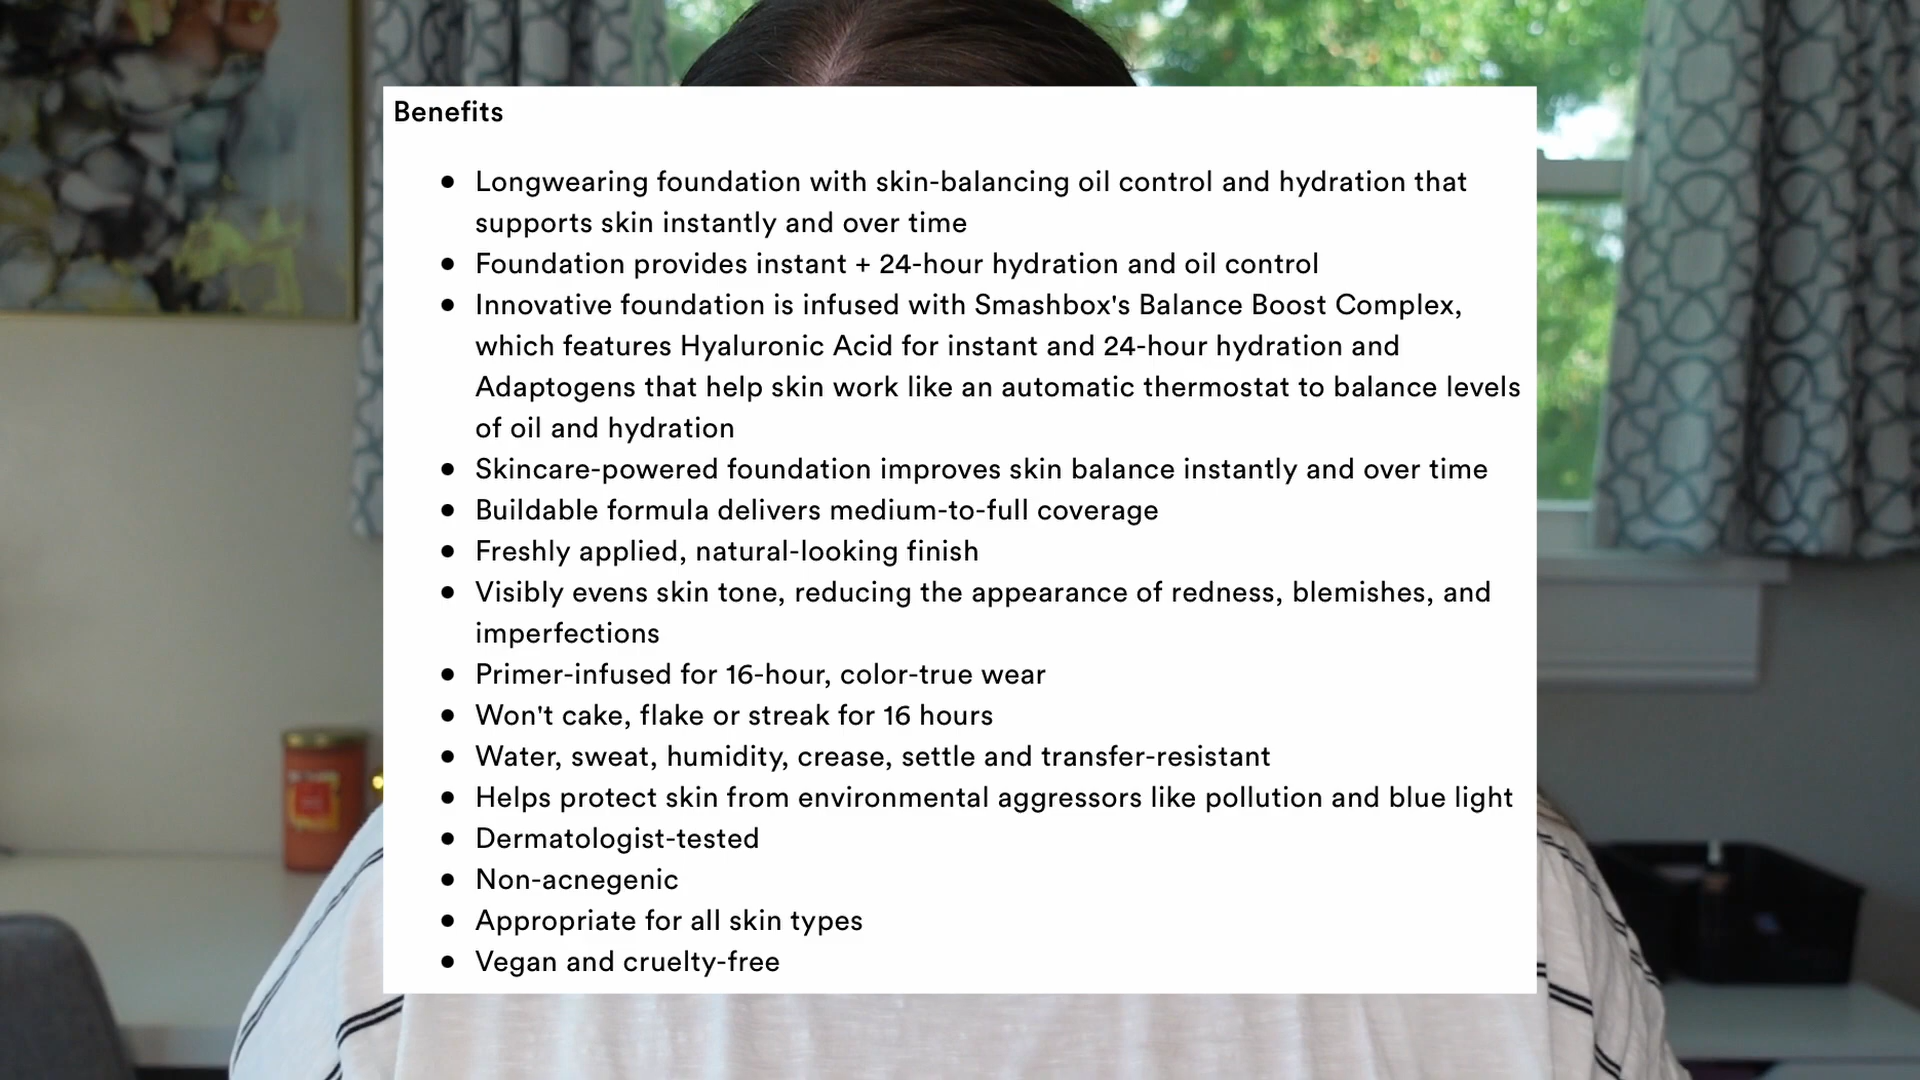 Benefits
• Longwearing foundation with skin-balancing oil control and hydration that
supports skin instantly and over time
• Foundation provides instant + 24-hour hydration and oil control
• Innovative foundation is infused with Smashbox's Balance Boost Complex,
which features Hyaluronic Acid for instant and 24-hour hydration and
Adaptogens that help skin work like an automatic thermostat to balance levels
of oil and hydration
• Skincare-powered foundation improves skin balance instantly and over time
• Buildable formula delivers medium-to-full coverage
• Freshly applied, natural-looking finish
• Visibly evens skin tone, reducing the appearance of redness, blemishes, and
imperfections
• Primer-infused for 16-hour, color-true wear
• Won't cake, flake or streak for 16 hours
• Water, sweat, humidity, crease, settle and transfer-resistant
• Helps protect skin from environmental aggressors like pollution and blue light
• Dermatologist-tested
• Non-acnegenic
• Appropriate for all skin types
• Vegan and cruelty-free